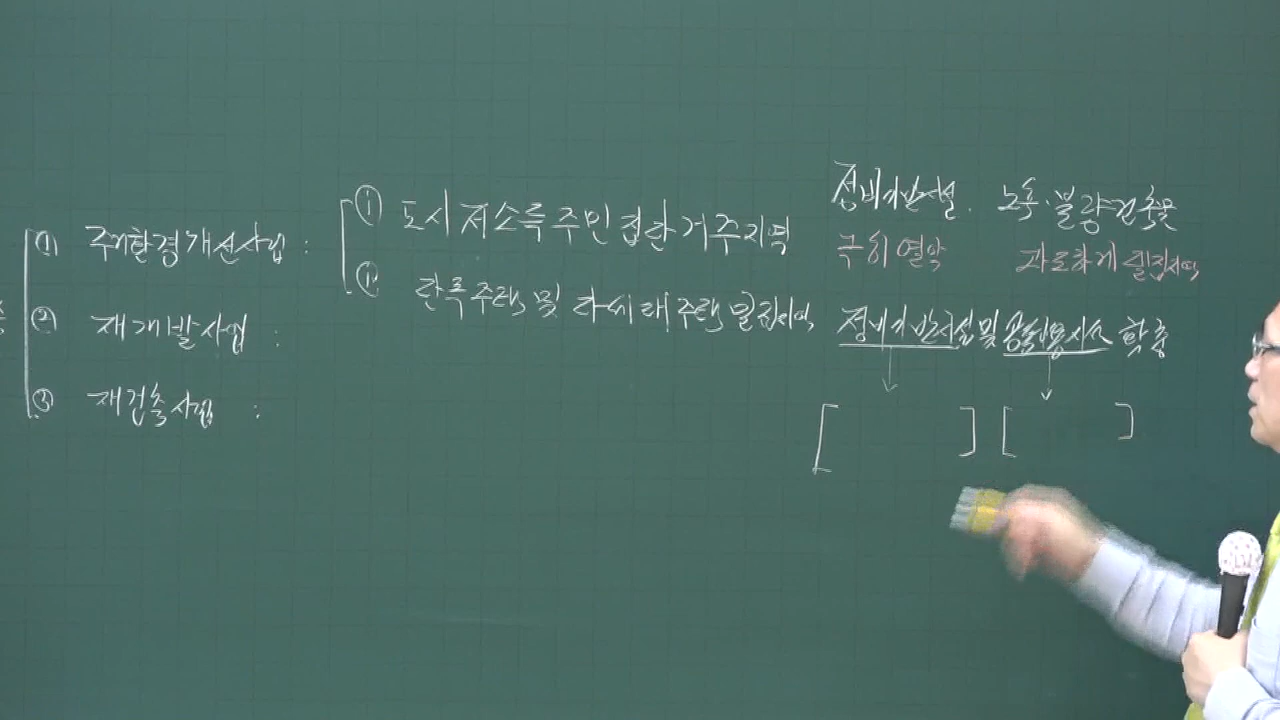 ① 주거환경개선사업 :
① 도시저소득주민집단거주지역
정비기반시설. 노후·불량건축물
극히 열악 과도하게 밀집지역
① 단독주택 및 다세대주택 밀집지역
정비기반시설 및 공동이용시설 확충
② 재개발사업 :
③ 재건축사업 :